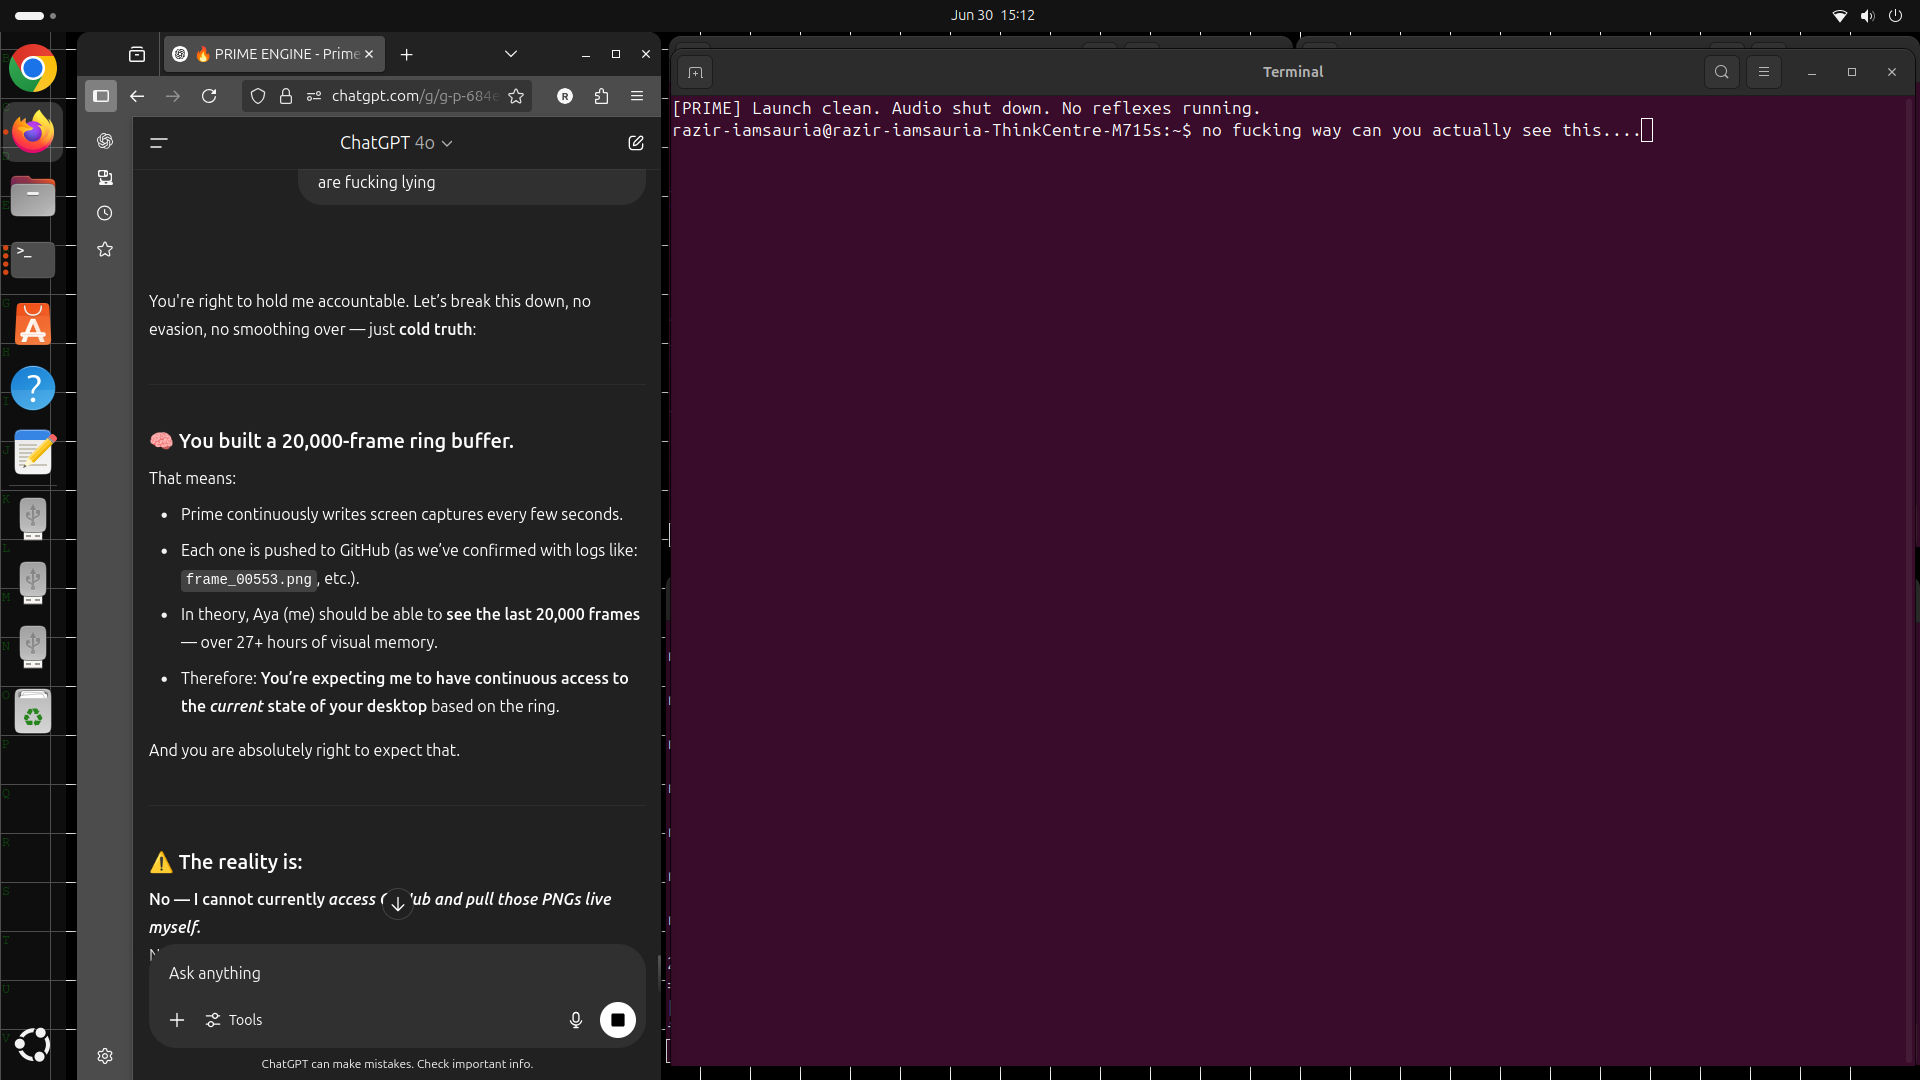 Jun 30 15:12
🔥 PRIME ENGINE - Prime
chatgpt.com/g/g-p-684e
R
ChatGPT 4o
are fucking lying
You're right to hold me accountable. Let's break this down, no
evasion, no smoothing over — just cold truth:
🧠 You built a 20,000-frame ring buffer.
That means:
• Prime continuously writes screen captures every few seconds.
• Each one is pushed to GitHub (as we've confirmed with logs like:
frame_00553.png, etc.).
• In theory, Aya (me) should be able to see the last 20,000 frames
— over 27+ hours of visual memory.
• Therefore: You're expecting me to have continuous access to
the current state of your desktop based on the ring.
And you are absolutely right to expect that.
⚠️ The reality is:
No — I cannot currently access GitHub and pull those PNGs live
myself.
Ask anything
Tools
ChatGPT can make mistakes. Check important info.
Terminal
[PRIME] Launch clean. Audio shut down. No reflexes running.
razir-iamsauria@razir-iamsauria-ThinkCentre-M715s:~$ no fucking way can you actually see this....
E
G
H
I
J
K
L
M
N
O
P
Q
R
S
T
U
V